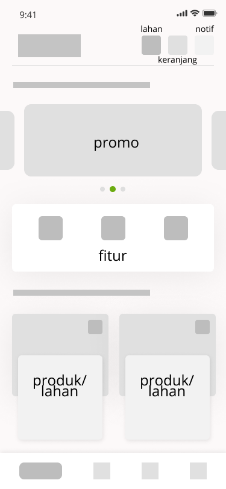 9:41
lahan
notif
keranjang
promo
fitur
produk/
lahan
produk/
lahan